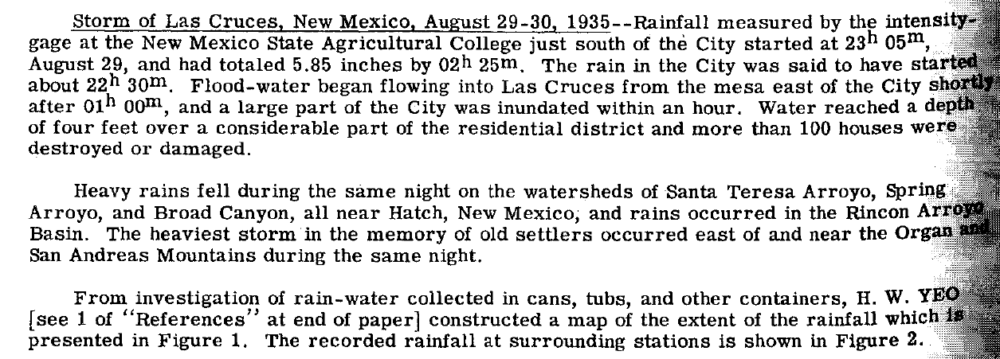 Storm of Las Cruces, New Mexico, August 29-30, 1935--Rainfall measured by the intensity-
gage at the New Mexico State Agricultural College just south of the City started at 23h 05m,
August 29, and had totaled 5.85 inches by 02h 25m. The rain in the City was said to have started
about 22h 30m. Flood-water began flowing into Las Cruces from the mesa east of the City shortly
after 01h 00m, and a large part of the City was inundated within an hour. Water reached a depth
of four feet over a considerable part of the residential district and more than 100 houses were
destroyed or damaged.
Heavy rains fell during the same night on the watersheds of Santa Teresa Arroyo, Spring
Arroyo, and Broad Canyon, all near Hatch, New Mexico, and rains occurred in the Rincon Arroyo
Basin. The heaviest storm in the memory of old settlers occurred east of and near the Organ and
San Andreas Mountains during the same night.
From investigation of rain-water collected in cans, tubs, and other containers, H. W. YEO
[see 1 of "References" at end of paper] constructed a map of the extent of the rainfall which is
presented in Figure 1. The recorded rainfall at surrounding stations is shown in Figure 2.